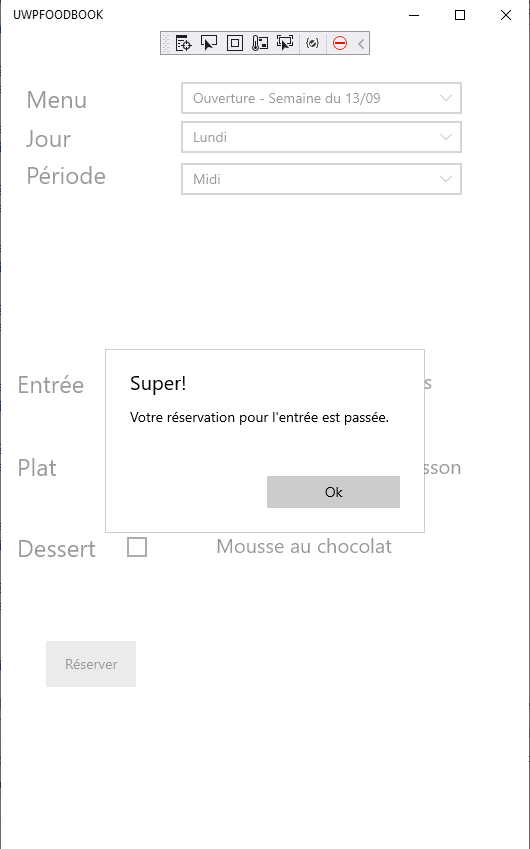 UWPFOODBOOK
Menu
Ouverture - Semaine du 13/09
Jour
Lundi
Période
Midi
Entrée
Super!
Votre réservation pour l'entrée est passée.
Plat
Ok
Dessert
Mousse au chocolat
Réserver